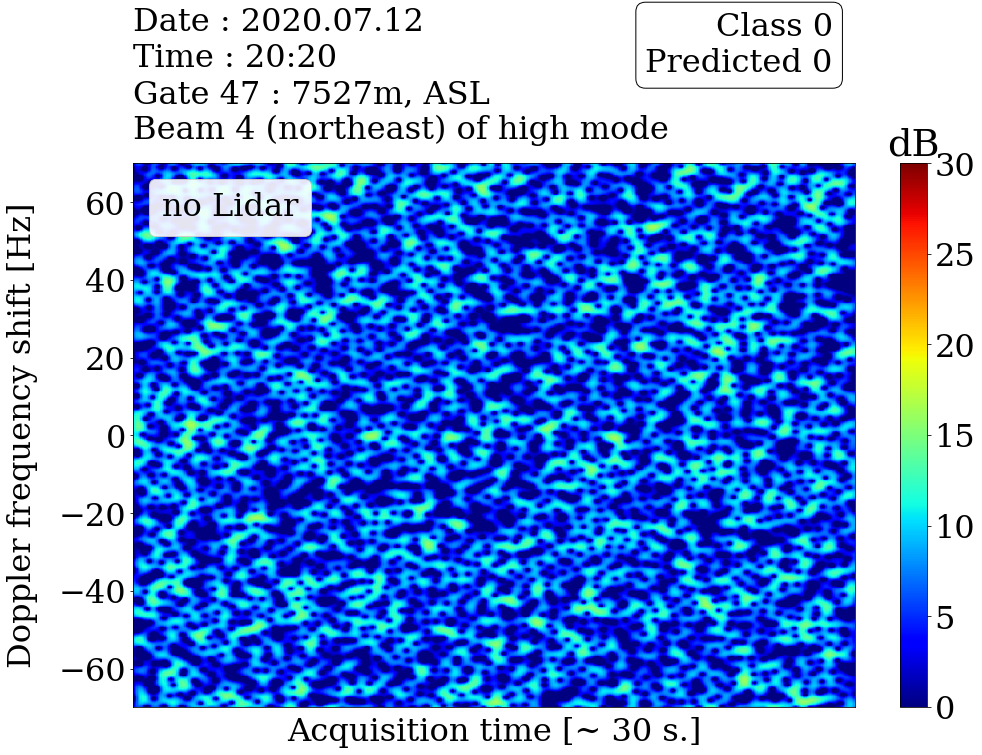 Date : 2020.07.12
Time : 20:20
Gate 47 : 7527m, ASL
Beam 4 (northeast) of high mode
Class 0
Predicted 0
dB
no Lidar
Doppler frequency shift [Hz]
60
40
20
0
−20
−40
−60
30
25
20
15
10
5
0
Acquisition time [~ 30 s.]